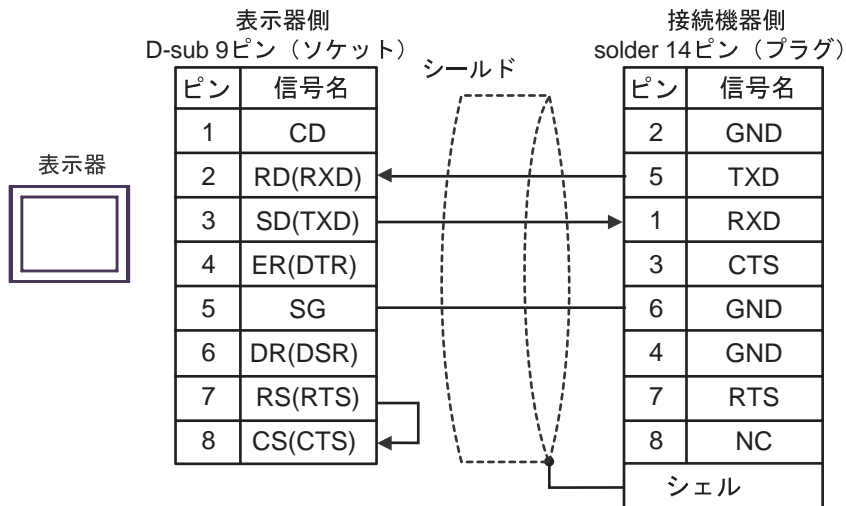 表示器側
D-sub 9ピン（ソケット）
接続機器側
solder 14ピン（プラグ）
シールド
表示器
ピン 信号名
1 CD
2 RD(RXD)
3 SD(TXD)
4 ER(DTR)
5 SG
6 DR(DSR)
7 RS(RTS)
8 CS(CTS)
ピン 信号名
2 GND
5 TXD
1 RXD
3 CTS
6 GND
4 GND
7 RTS
8 NC
シェル